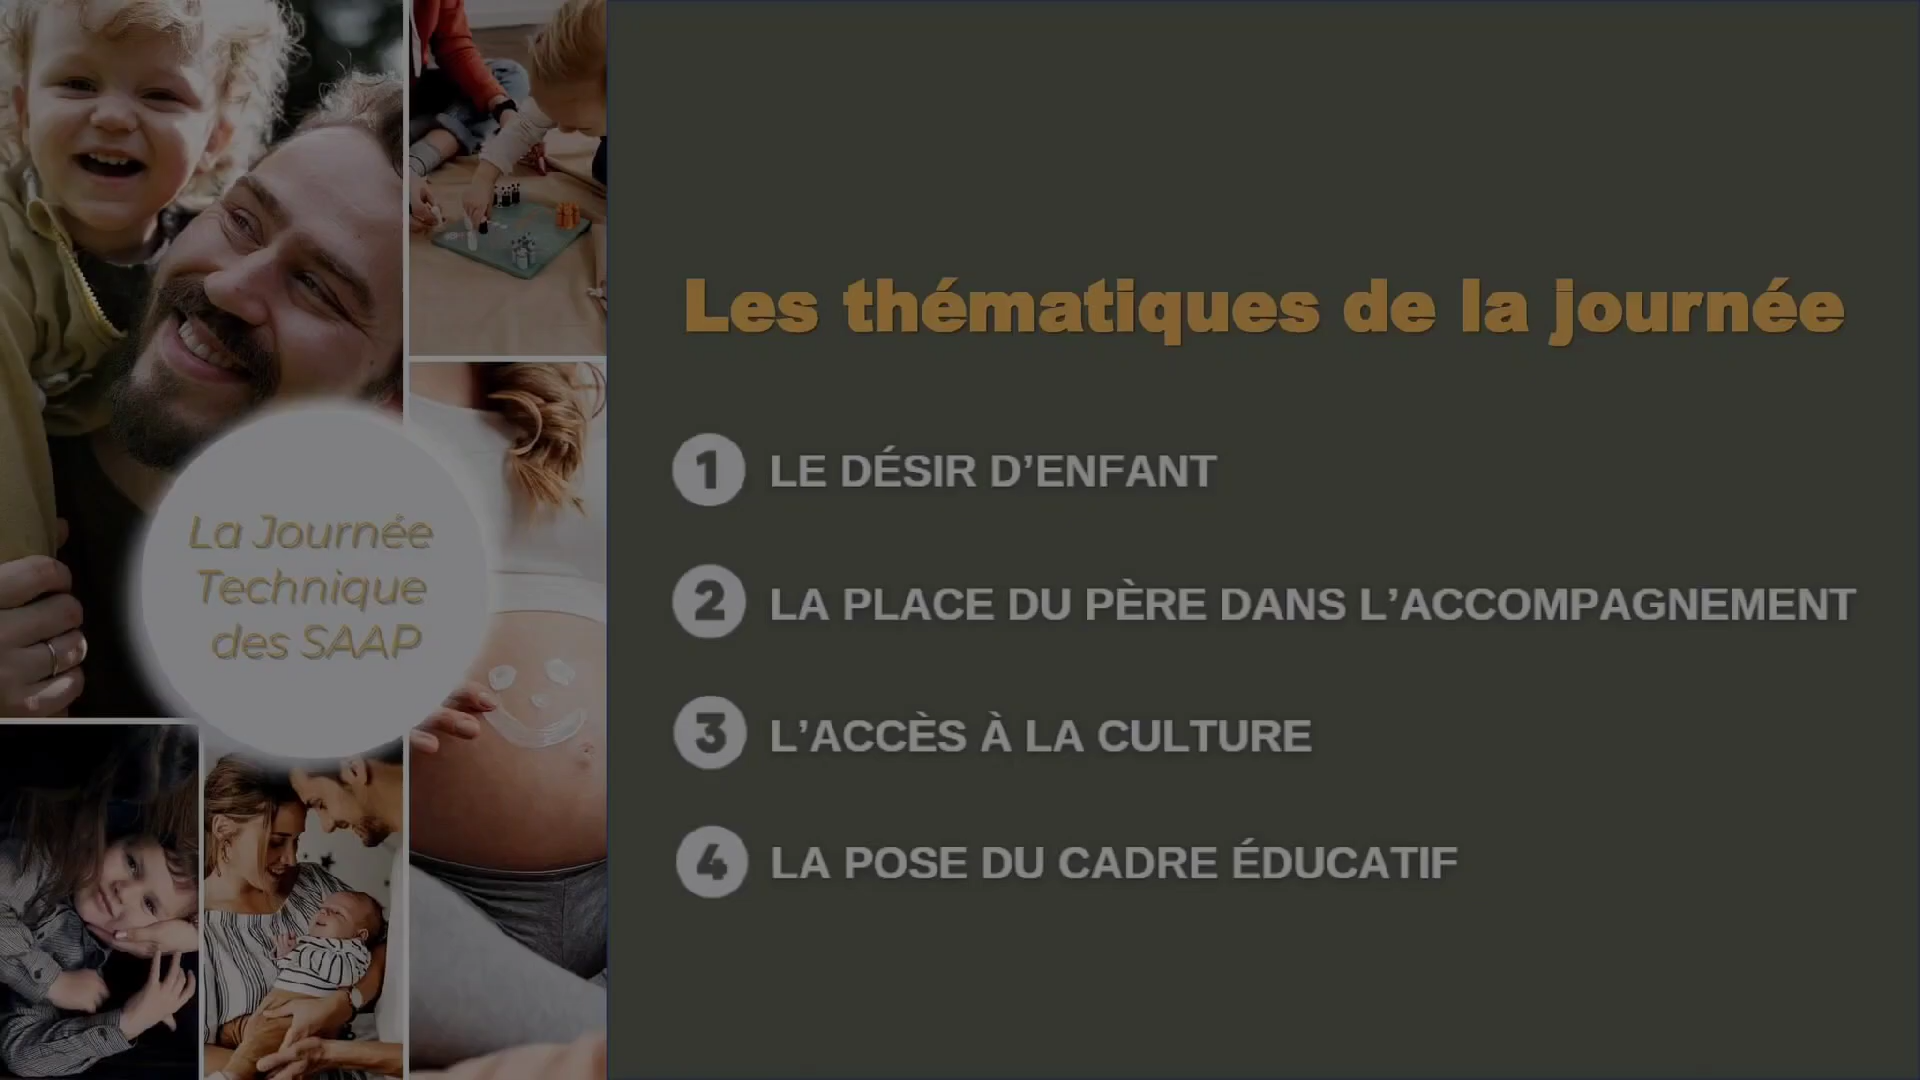 La Journée
Technique
des SAAP
Les thématiques de la journée
1 LE DÉSIR D’ENFANT
2 LA PLACE DU PÈRE DANS L’ACCOMPAGNEMENT
3 L’ACCÈS À LA CULTURE
4 LA POSE DU CADRE ÉDUCATIF